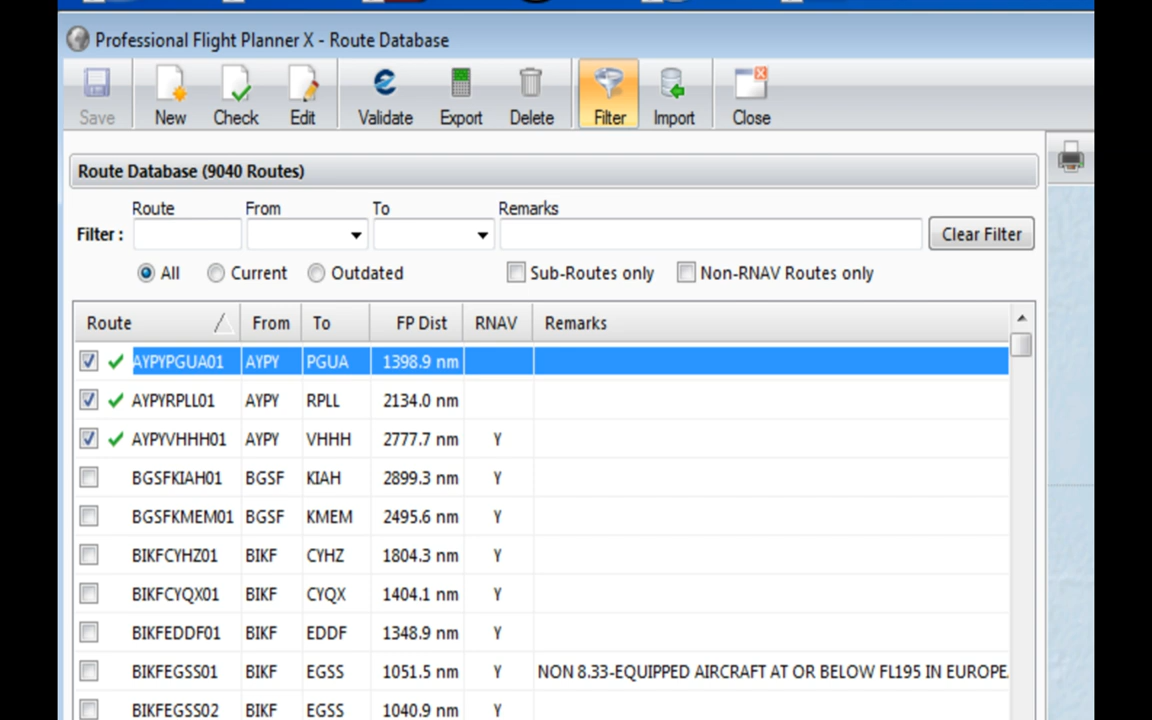 Professional Flight Planner X - Route Database
Save New Check Edit Validate Export Delete Filter Import Close
Route Database (9040 Routes)
Route From To Remarks
Filter : Clear Filter
All Current Outdated Sub-Routes only Non-RNAV Routes only
Route From To FP Dist RNAV Remarks
AYPYPGUA01 AYPY PGUA 1398.9 nm
AYPYRPLL01 AYPY RPLL 2134.0 nm
AYPYVHHH01 AYPY VHHH 2777.7 nm Y
BGSFKIAH01 BGSF KIAH 2899.3 nm Y
BGSFKMEM01 BGSF KMEM 2495.6 nm Y
BIKFCYHZ01 BIKF CYHZ 1804.3 nm Y
BIKFCYQX01 BIKF CYQX 1404.1 nm Y
BIKFEDDF01 BIKF EDDF 1348.9 nm Y
BIKFEGSS01 BIKF EGSS 1051.5 nm Y NON 8.33-EQUIPPED AIRCRAFT AT OR BELOW FL195 IN EUROPE.
BIKFEGSS02 BIKF EGSS 1040.9 nm Y